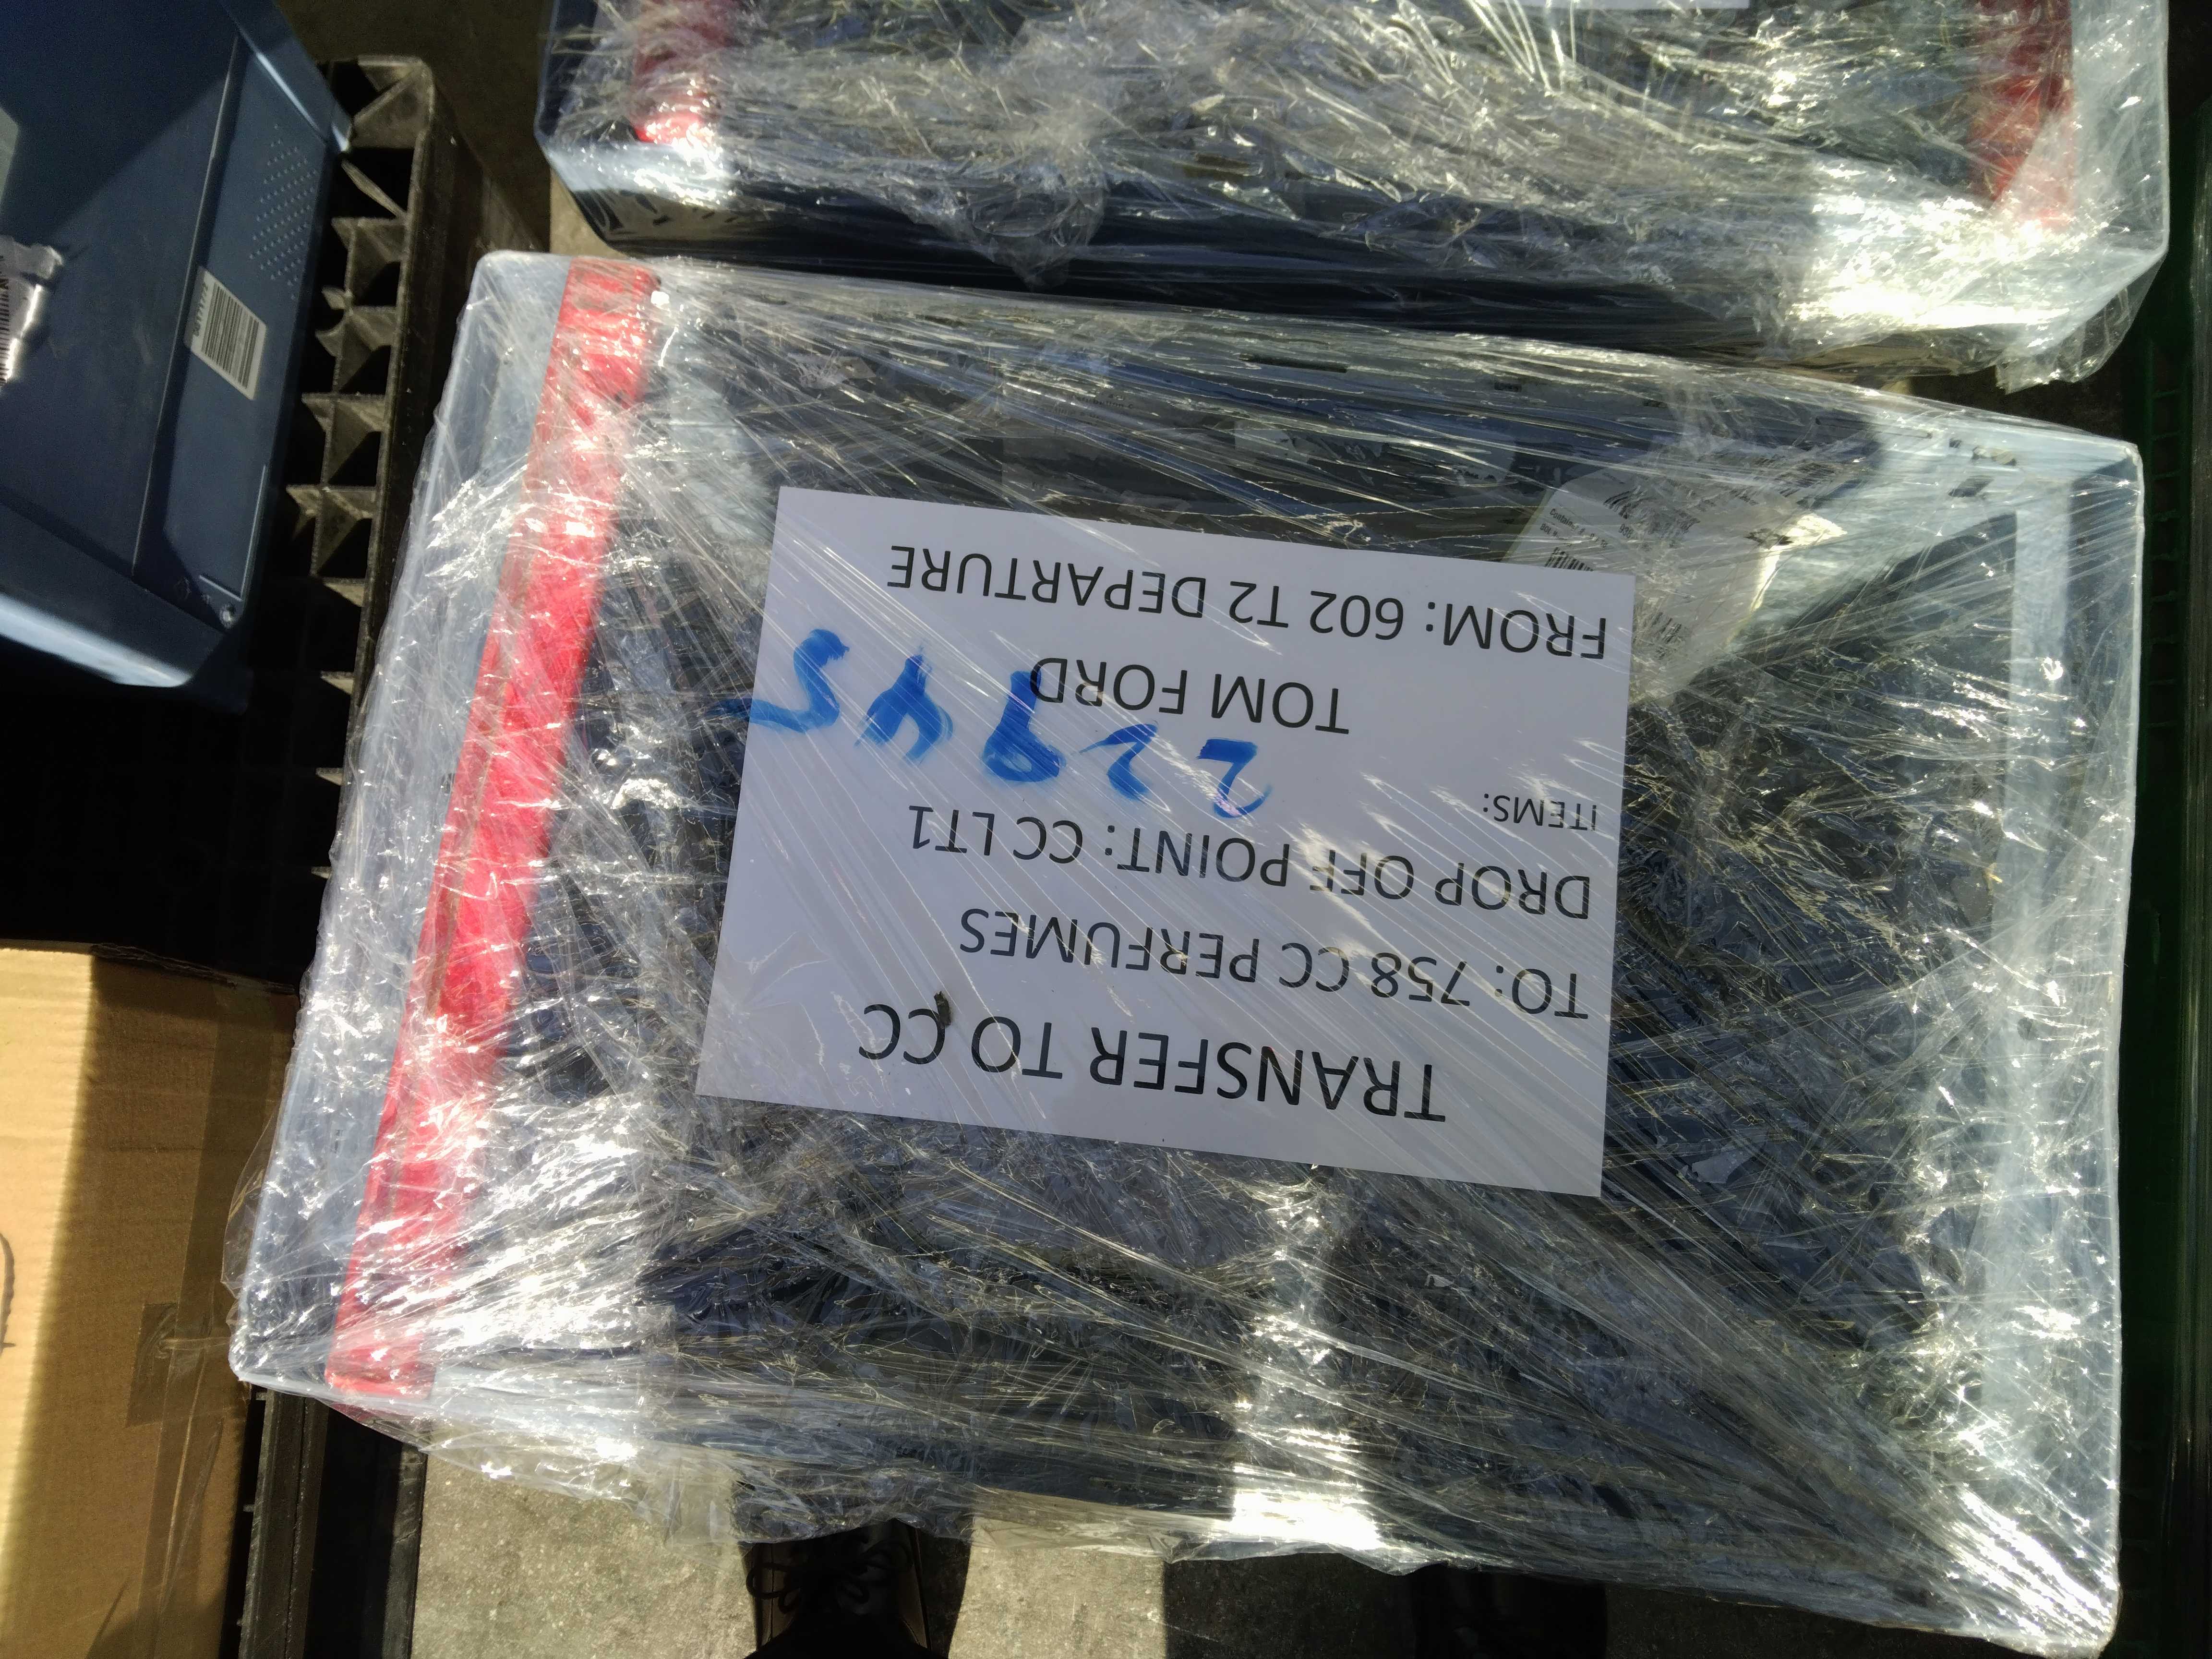 TRANSFER TO CC
TO: 758 CC PERFUMES
DROP OFF POINT: CC LT1
ITEMS:
22945
TOM FORD
FROM: 602 T2 DEPARTURE